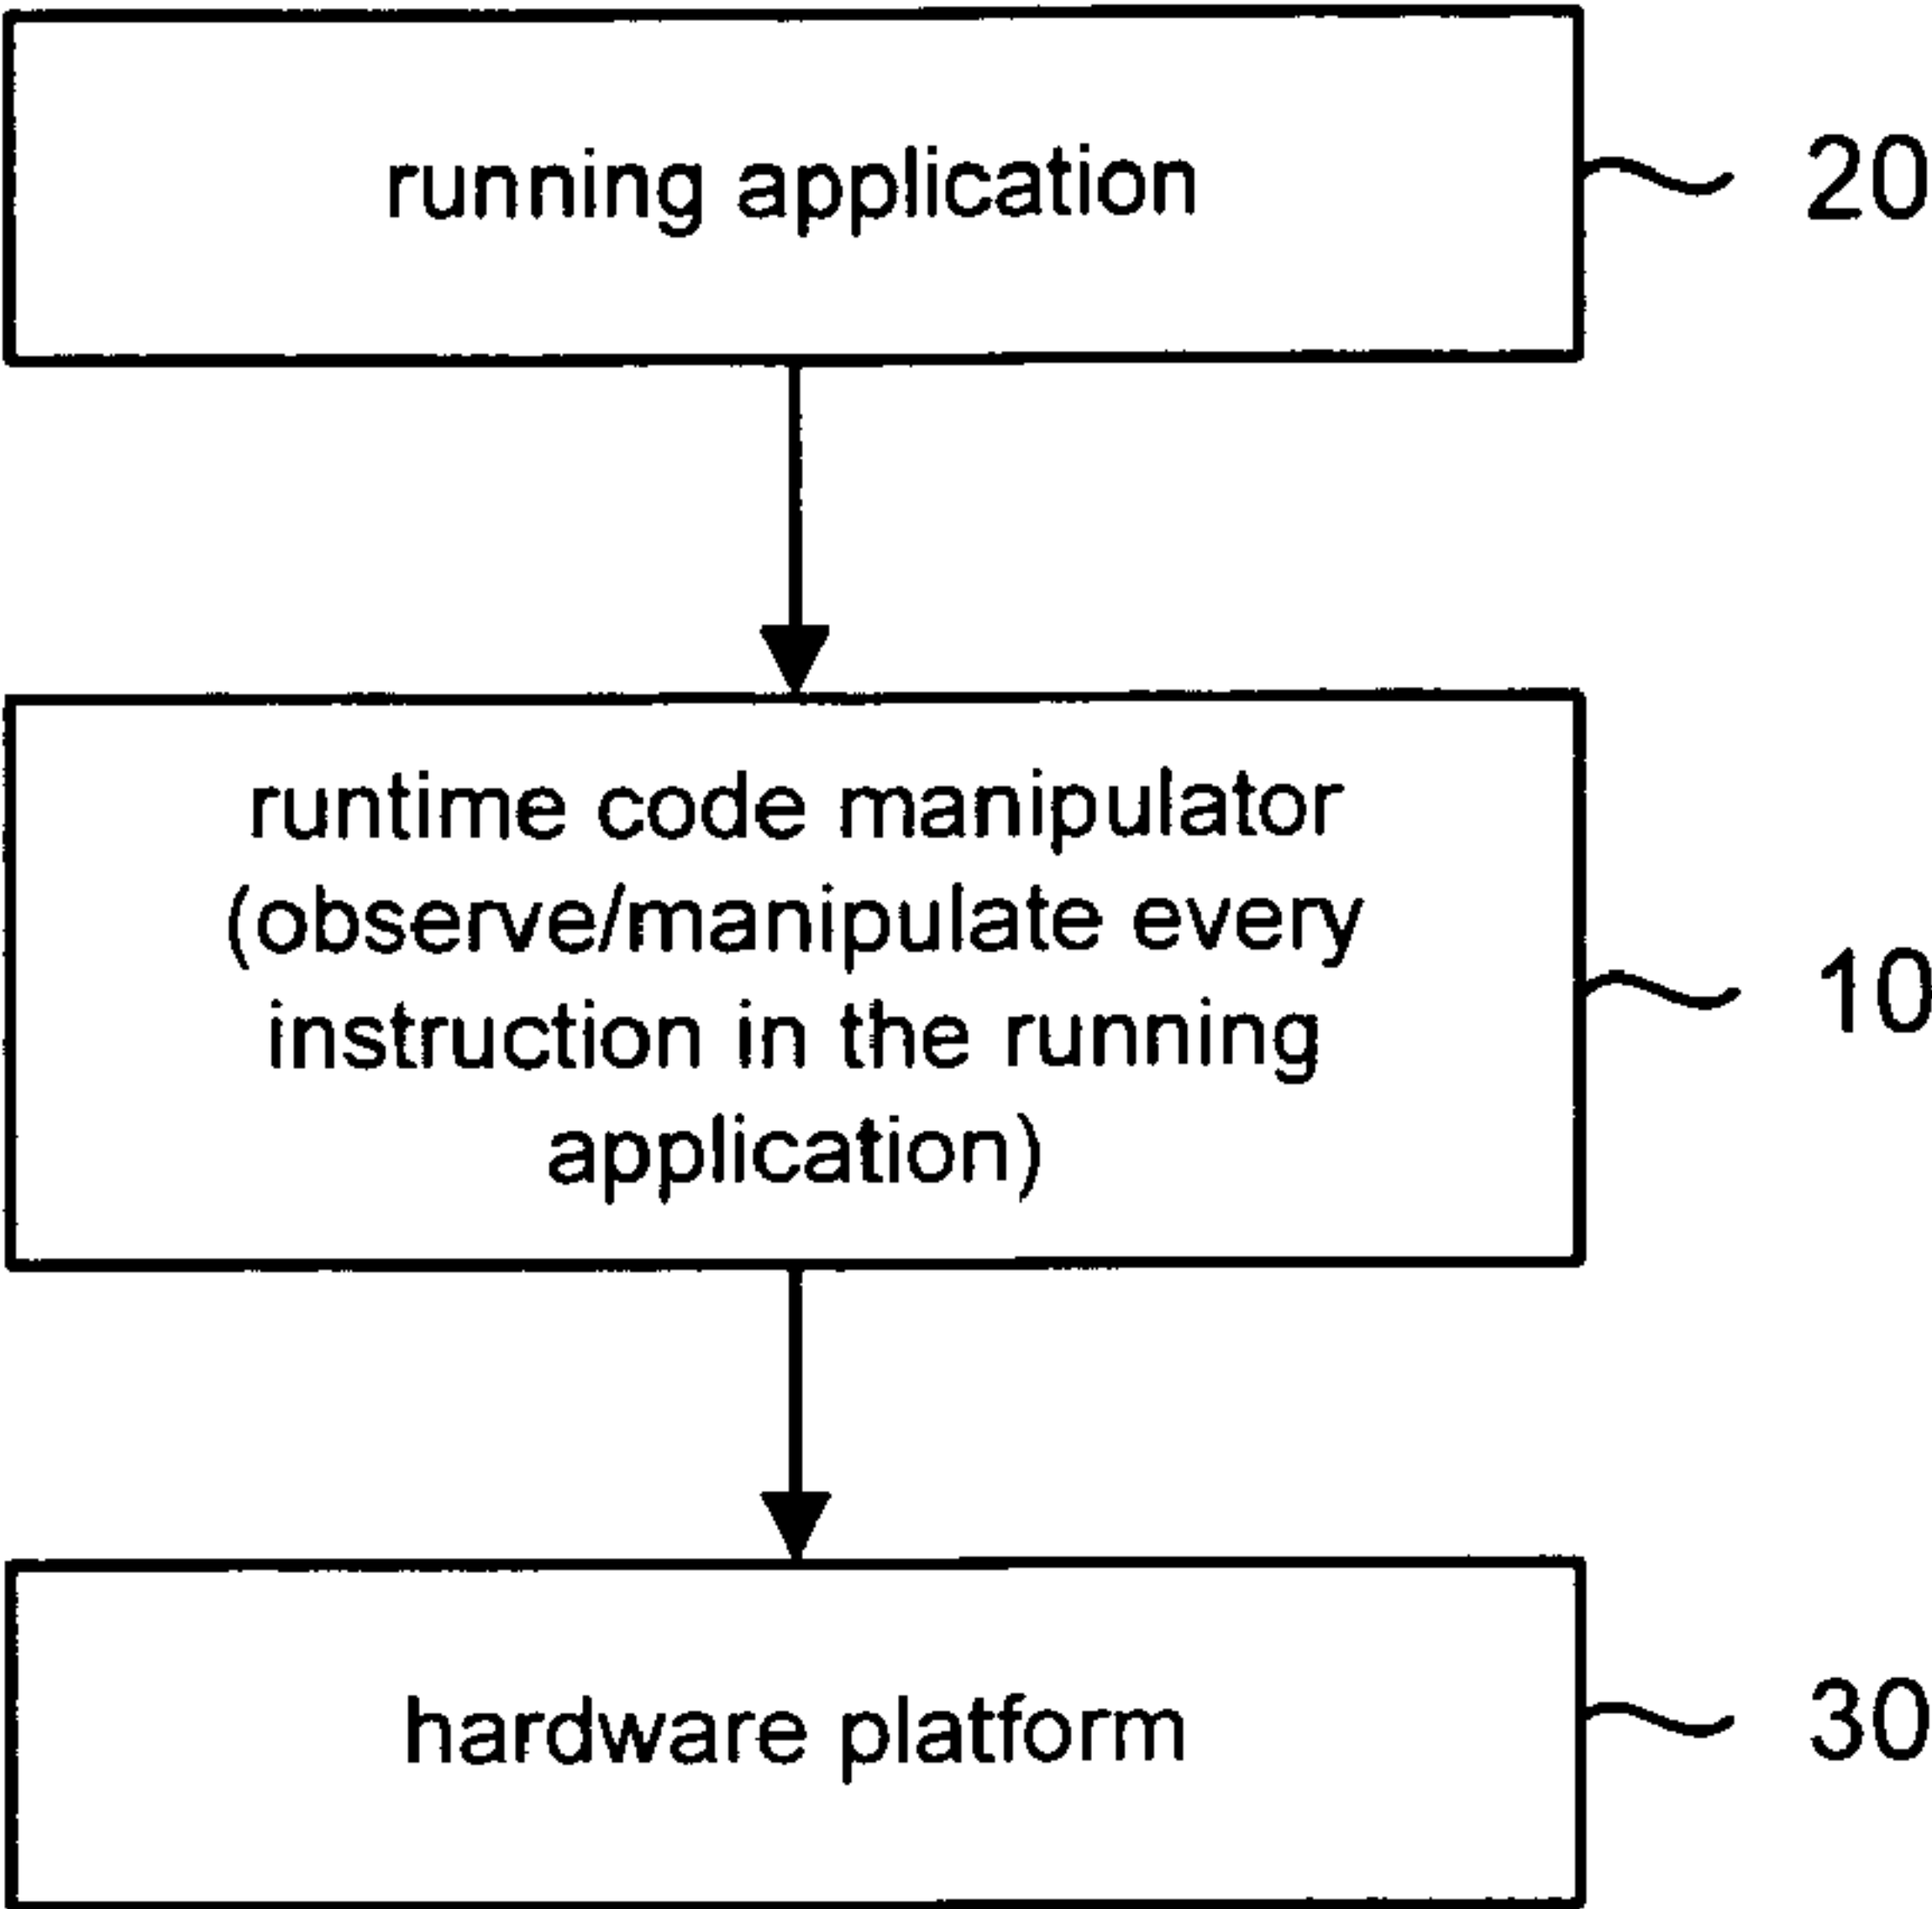 running application
20
runtime code manipulator
(observe/manipulate every
instruction in the running
application)
10
hardware platform
30